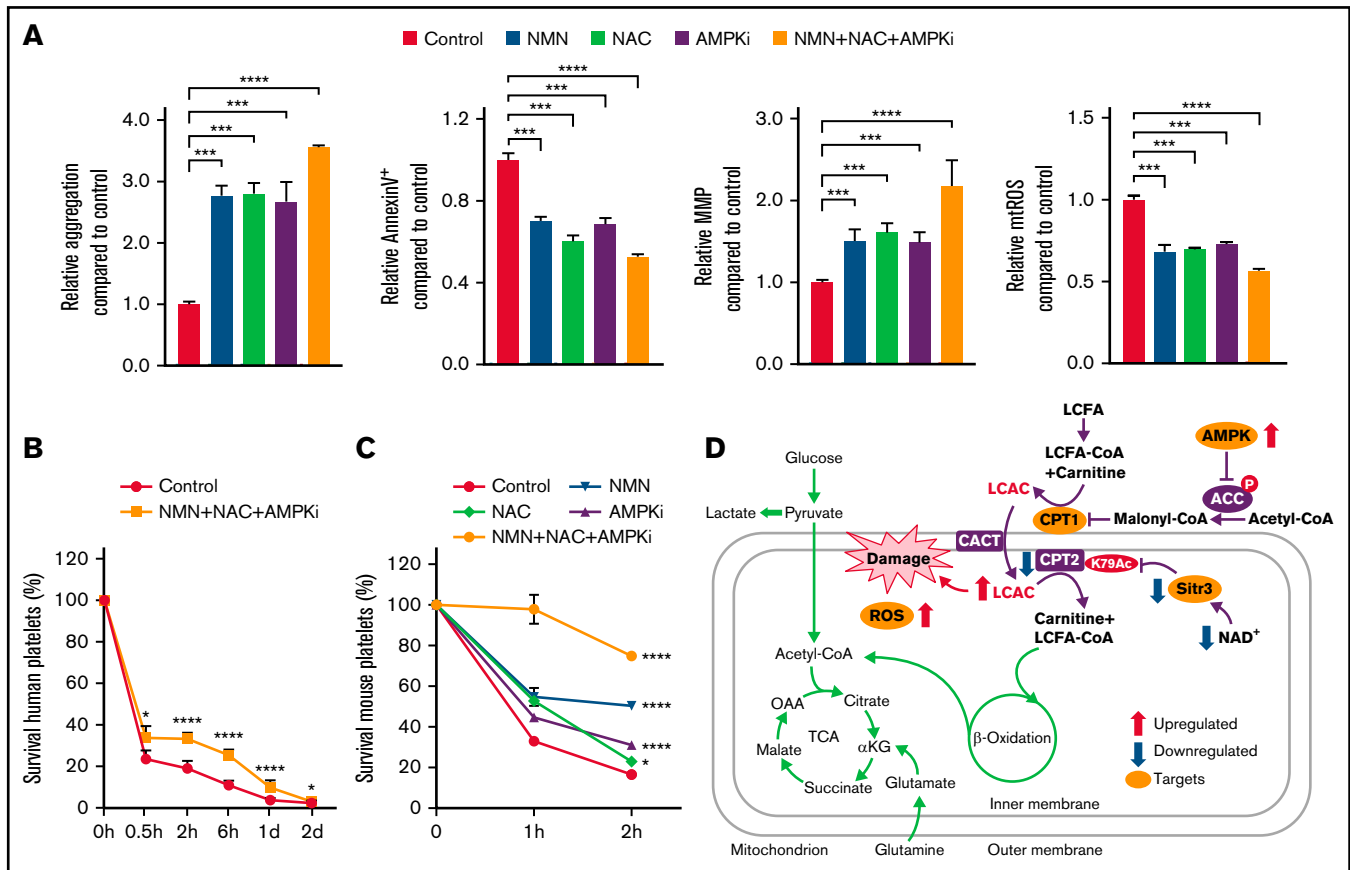 A
Control NMN NAC AMPKi NMN+NAC+AMPKi
Relative aggregation
compared to control
4.0
3.0
2.0
1.0
0.0
****
***
***
***
Relative AnnexinV+
compared to control
1.2
0.8
0.4
0.0
****
***
***
***
Relative MMP
compared to control
3.0
2.0
1.0
0.0
****
***
***
***
Relative mtROS
compared to control
1.5
1.0
0.5
0.0
****
***
***
***
B
Control
NMN+NAC+AMPKi
Survival human platelets (%)
120
100
80
60
40
20
0
* **** **** **** *
0h 0.5h 2h 6h 1d 2d
C
Control NMN
NAC AMPKi
NMN+NAC+AMPKi
Survival mouse platelets (%)
120
100
80
60
40
20
0
****
****
****
*
0 1h 2h
D
LCFA
LCFA-CoA
+Carnitine
AMPK
P
ACC
LCAC
CPT1
Malonyl-CoA
Acetyl-CoA
Glucose
Lactate
Pyruvate
CACT
Damage
CPT2
K79Ac
Sitr3
LCAC
ROS
NAD+
Carnitine+
LCFA-CoA
Acetyl-CoA
OAA
Citrate
TCA
Malate
αKG
Succinate
Glutamate
β-Oxidation
Upregulated
Downregulated
Targets
Inner membrane
Mitochondrion
Glutamine
Outer membrane